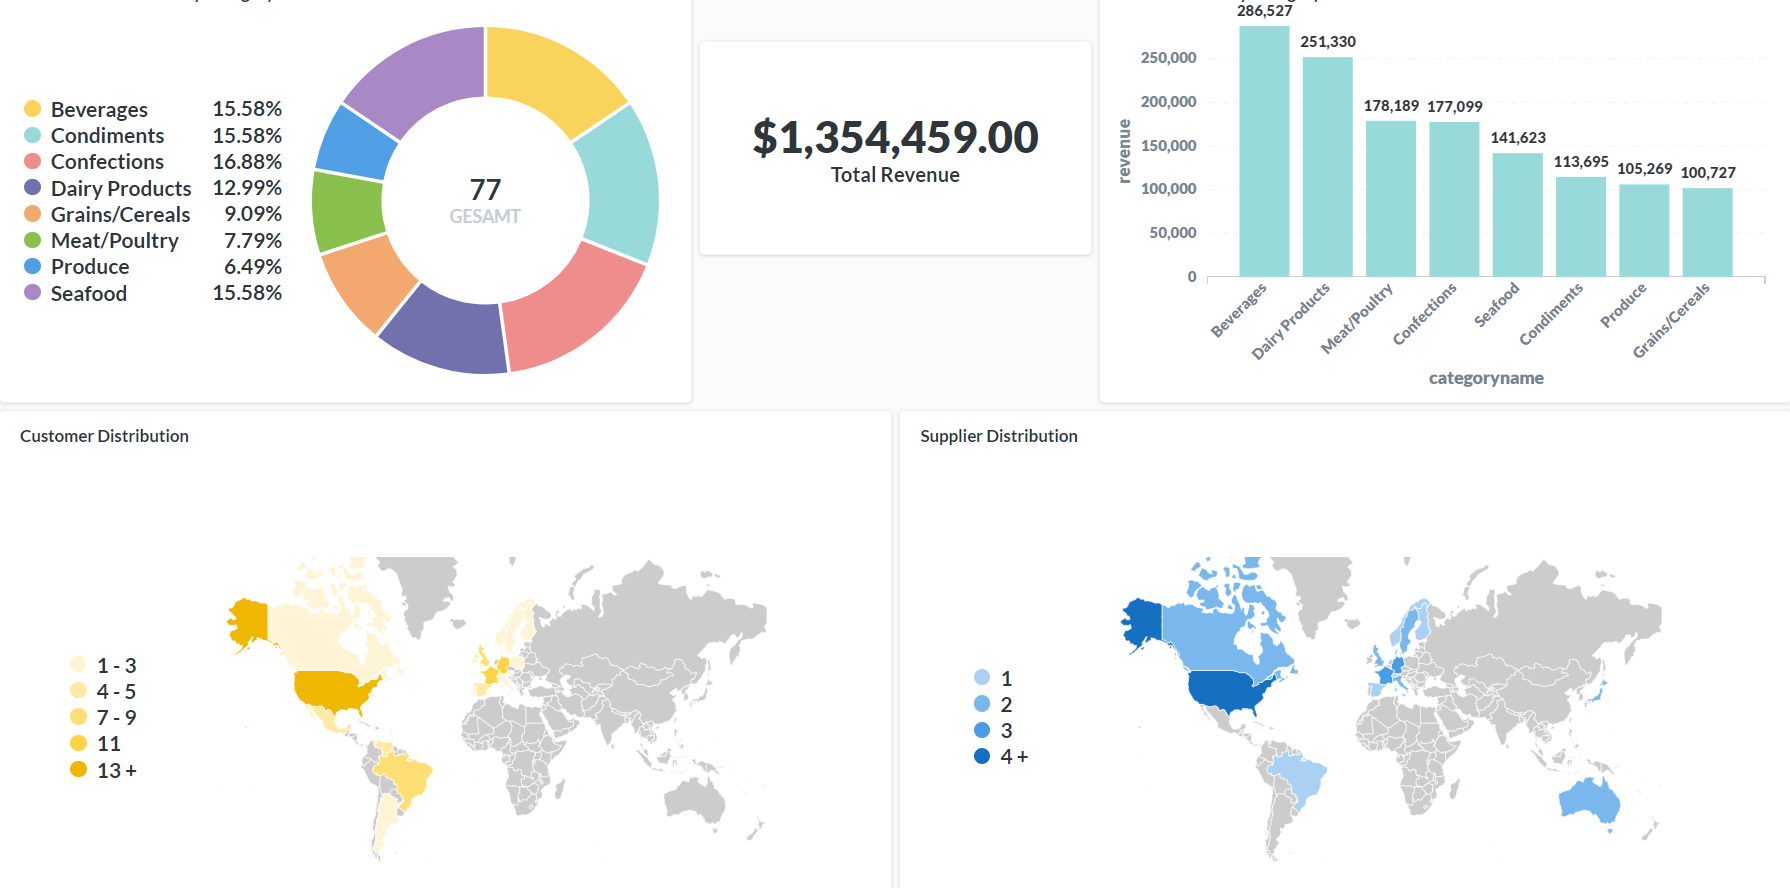 Beverages 15.58%
Condiments 15.58%
Confections 16.88%
Dairy Products 12.99%
Grains/Cereals 9.09%
Meat/Poultry 7.79%
Produce 6.49%
Seafood 15.58%
77
GESAMT
$1,354,459.00
Total Revenue
286,527
251,330
178,189
177,099
141,623
113,695
105,269
100,727
250,000
200,000
150,000
100,000
50,000
0
revenue
Beverages
Dairy Products
Meat/Poultry
Confections
Seafood
Condiments
Produce
Grains/Cereals
categoryname
Customer Distribution
1 - 3
4 - 5
7 - 9
11
13 +
Supplier Distribution
1
2
3
4 +